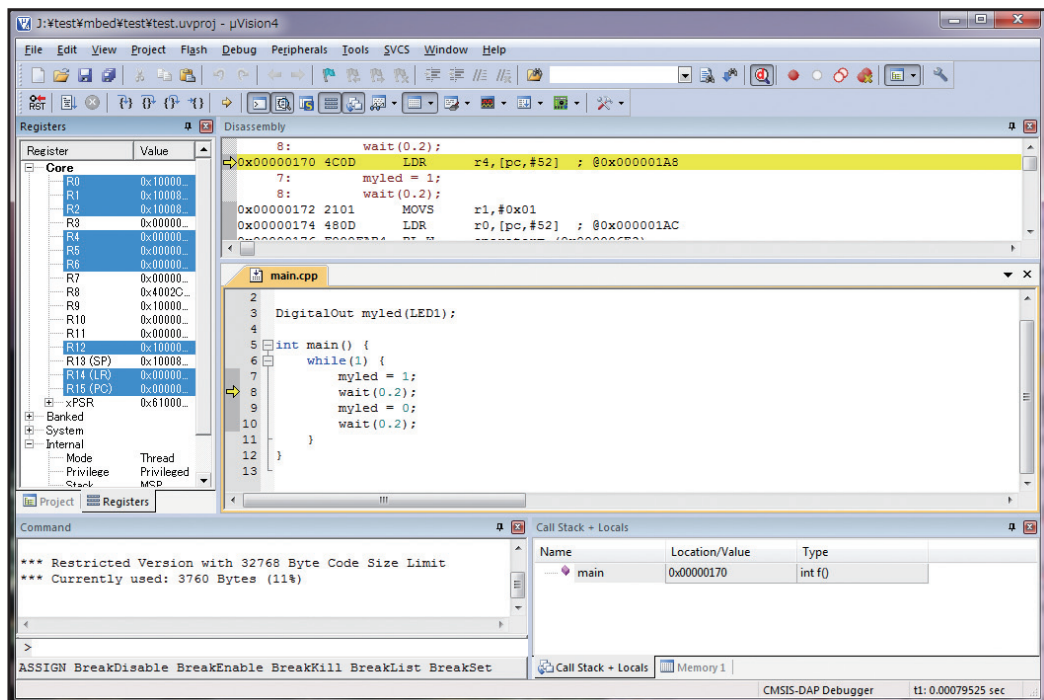 J:¥test¥mbed¥test¥test.uvproj - µVision4
File Edit View Project Flash Debug Peripherals Tools SVCS Window Help
RST
Registers
Register Value
Core
R0 0x10000...
R1 0x10008...
R2 0x10008...
R3 0x00000...
R4 0x00000...
R5 0x00000...
R6 0x00000...
R7 0x00000...
R8 0x4002C...
R9 0x10000...
R10 0x00000...
R11 0x00000...
R12 0x10000...
R13 (SP) 0x10008...
R14 (LR) 0x00000...
R15 (PC) 0x00000...
xPSR 0x61000...
Banked
System
Internal
Mode Thread
Privilege Privileged
Stack MSP
Project Registers
Disassembly
8: wait(0.2);
0x00000170 4C0D LDR r4,[pc,#52] ; @0x000001A8
7: myled = 1;
8: wait(0.2);
0x00000172 2101 MOVS r1,#0x01
0x00000174 480D LDR r0,[pc,#52] ; @0x000001AC
main.cpp
2
3 DigitalOut myled(LED1);
4
5 int main() {
6 while(1) {
7 myled = 1;
8 wait(0.2);
9 myled = 0;
10 wait(0.2);
11 }
12 }
13
Command
*** Restricted Version with 32768 Byte Code Size Limit
*** Currently used: 3760 Bytes (11%)
>
ASSIGN BreakDisable BreakEnable BreakKill BreakList BreakSet
Call Stack + Locals
Name Location/Value Type
main 0x00000170 int f()
Call Stack + Locals Memory 1
CMSIS-DAP Debugger t1: 0.00079525 sec